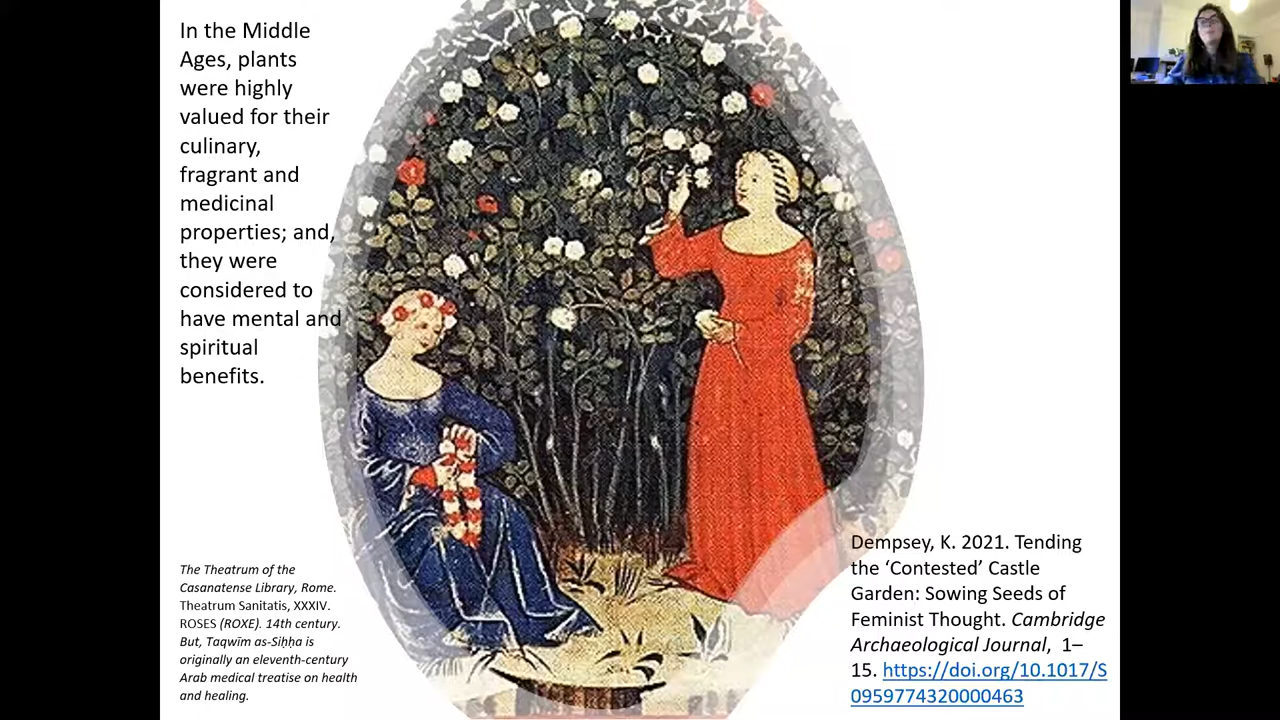 In the Middle
Ages, plants
were highly
valued for their
culinary,
fragrant and
medicinal
properties; and,
they were
considered to
have mental and
spiritual
benefits.
The Theatrum of the
Casanatense Library, Rome.
Theatrum Sanitatis, XXXIV.
ROSES (ROXE). 14th century.
But, Taqwīm as-Siḥḥa is
originally an eleventh-century
Arab medical treatise on health
and healing.
Dempsey, K. 2021. Tending
the ‘Contested’ Castle
Garden: Sowing Seeds of
Feminist Thought. Cambridge
Archaeological Journal, 1–
15. https://doi.org/10.1017/S
0959774320000463